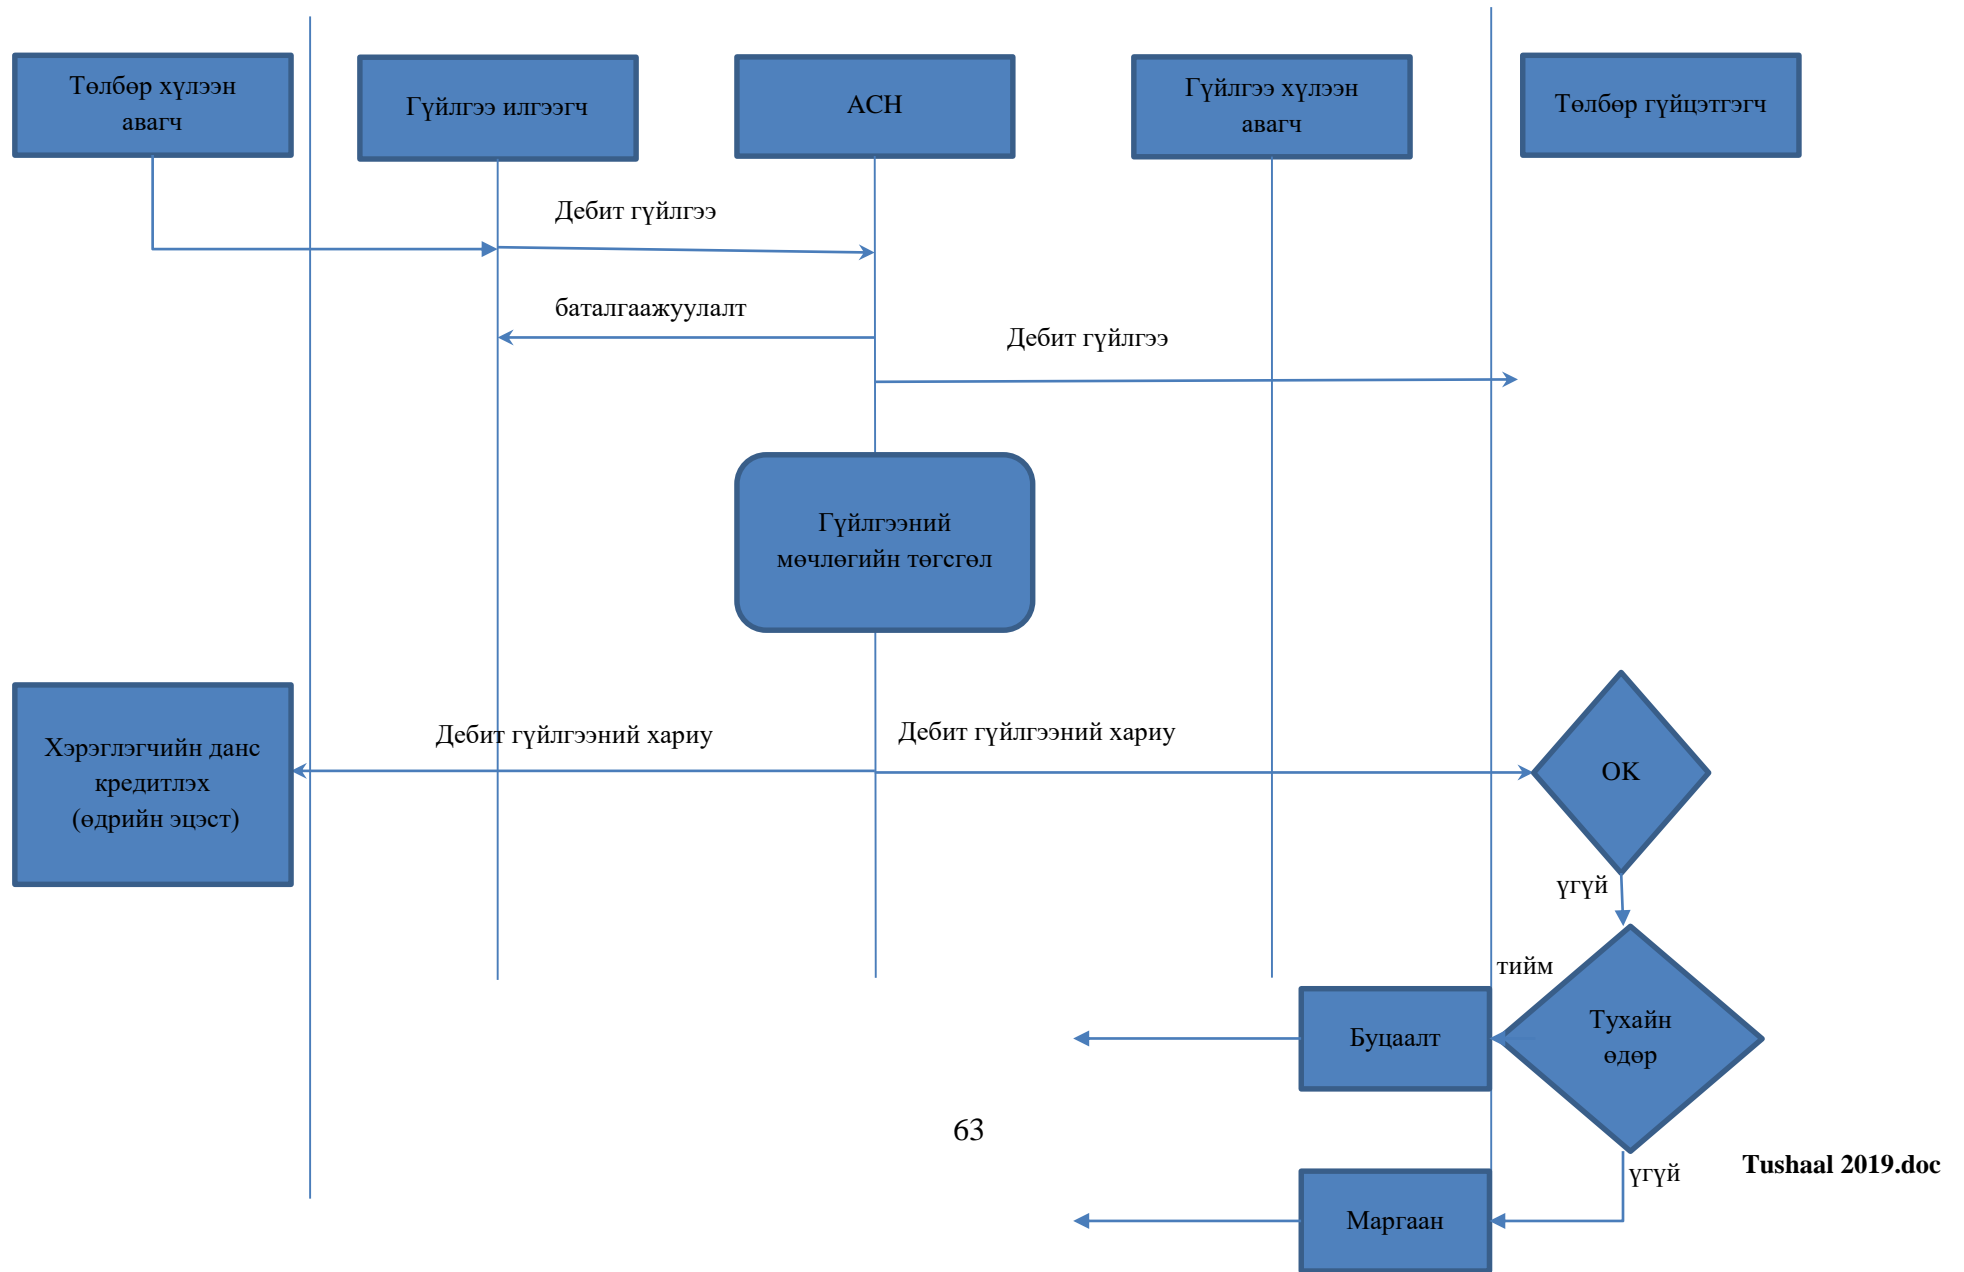 Төлбөр хүлээн
авагч
Гүйлгээ илгээгч
ACH
Гүйлгээ хүлээн
авагч
Төлбөр гүйцэтгэгч
Дебит гүйлгээ
баталгаажуулалт
Дебит гүйлгээ
Гүйлгээний
мөчлөгийн төгсгөл
Хэрэглэгчийн данс
кредитлэх
(өдрийн эцэст)
Дебит гүйлгээний хариу
Дебит гүйлгээний хариу
OK
үгүй
тийм
Тухайн
өдөр
Буцаалт
63
үгүй
Tushaal 2019.doc
Маргаан